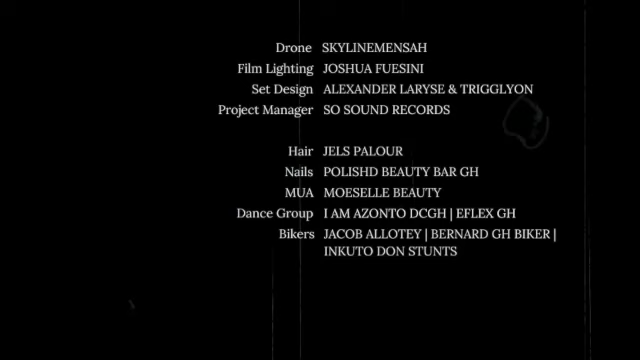 Drone SKYLINEMENSAH
Film Lighting JOSHUA FUESINI
Set Design ALEXANDER LARYSE & TRIGGLYON
Project Manager SO SOUND RECORDS
Hair JELS PALOUR
Nails POLISHD BEAUTY BAR GH
MUA MOESELLE BEAUTY
Dance Group I AM AZONTO DCGH | EFLEX GH
Bikers JACOB ALLOTEY | BERNARD GH BIKER |
INKUTO DON STUNTS